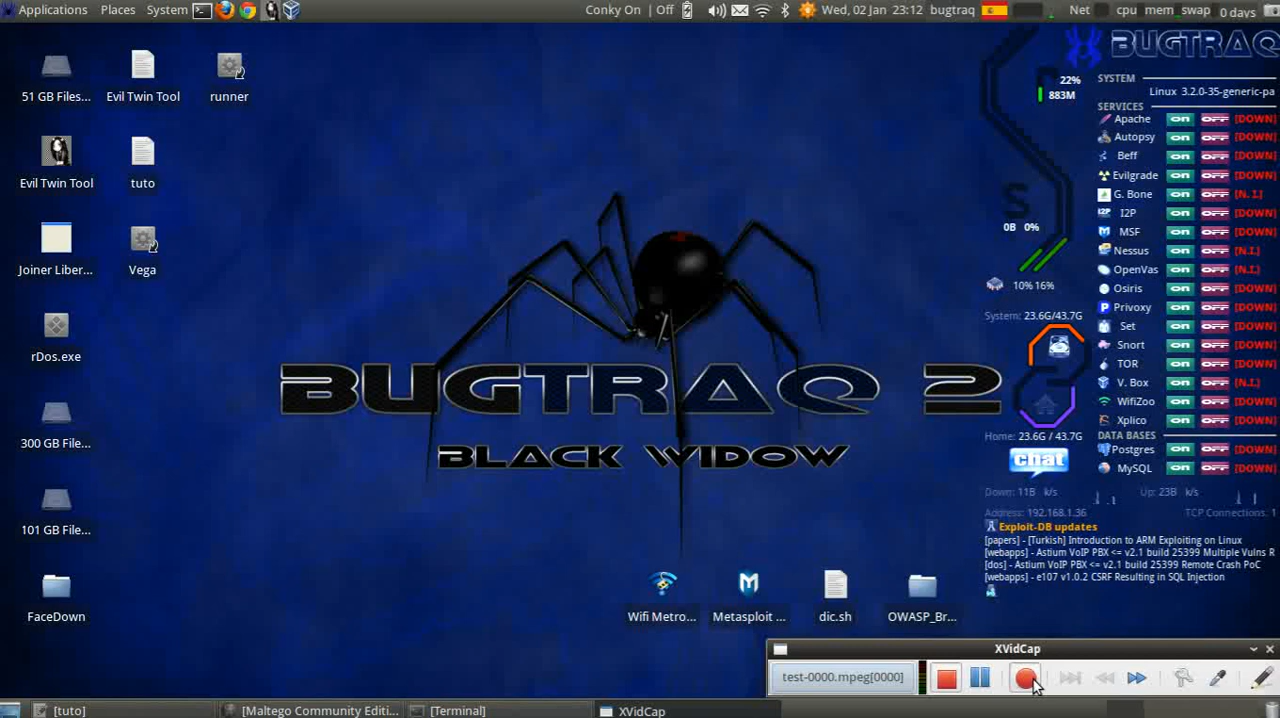 Applications Places System Conky On | Off Wed, 02 Jan 23:12 bugtraq Net cpu mem swap 0 days
51 GB Files...
Evil Twin Tool
runner
Evil Twin Tool
tuto
Joiner Liber...
Vega
rDos.exe
300 GB File...
101 GB File...
FaceDown
BUGTRAQ 2
BLACK WIDOW
Wifi Metro...
Metasploit ...
dic.sh
OWASP_Br...
BUGTRAQ
22%
883M
S
0B 0%
10% 16%
System: 23.6G/43.7G
Home: 23.6G / 43.7G
chat
SYSTEM
Linux 3.2.0-35-generic-pa
SERVICES
Apache ON OFF [DOWN]
Autopsy ON OFF [DOWN]
Beff ON OFF [DOWN]
Evilgrade ON OFF [DOWN]
G. Bone ON OFF [N. I.]
I2P I2P ON OFF [DOWN]
MSF ON OFF [DOWN]
Nessus ON OFF [N.I.]
OpenVas ON OFF [N.I.]
Osiris ON OFF [DOWN]
Privoxy ON OFF [DOWN]
Set ON OFF [DOWN]
Snort ON OFF [DOWN]
TOR ON OFF [DOWN]
V. Box ON OFF [N.I.]
WifiZoo ON OFF [DOWN]
Xplico ON OFF [DOWN]
DATA BASES
Postgres ON OFF [DOWN]
MySQL ON OFF [DOWN]
Down: 11B k/s Up: 23B k/s
Address: 192.168.1.36 TCP Connections: 1
Exploit-DB updates
[papers] - [Turkish] Introduction to ARM Exploiting on Linux
[webapps] - Astium VoIP PBX <= v2.1 build 25399 Multiple Vulns R
[dos] - Astium VoIP PBX <= v2.1 build 25399 Remote Crash PoC
[webapps] - e107 v1.0.2 CSRF Resulting in SQL Injection
XVidCap
test-0000.mpeg[0000]
[tuto] [Maltego Community Editi... [Terminal] XVidCap